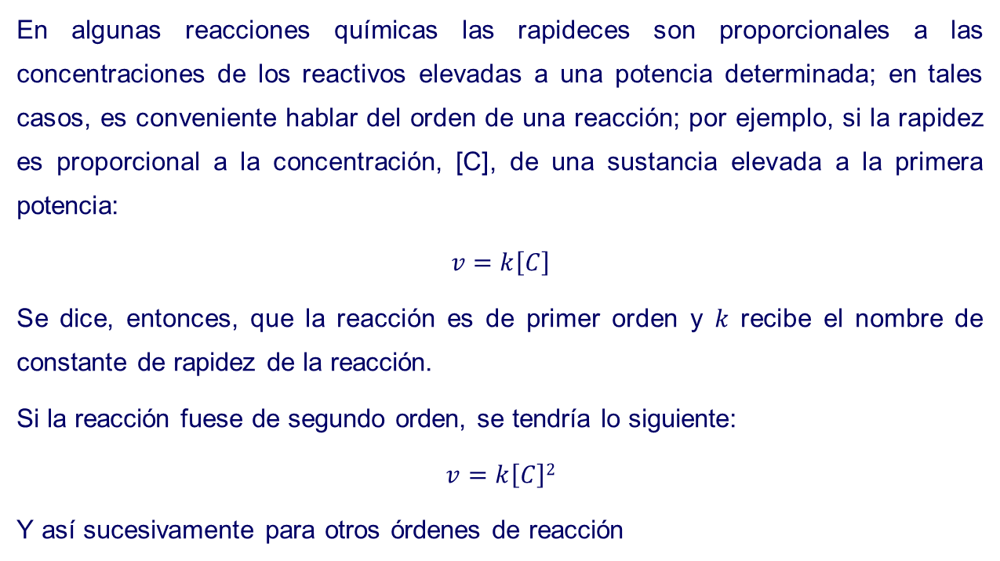 En algunas reacciones químicas las rapideces son proporcionales a las
concentraciones de los reactivos elevadas a una potencia determinada; en tales
casos, es conveniente hablar del orden de una reacción; por ejemplo, si la rapidez
es proporcional a la concentración, [C], de una sustancia elevada a la primera
potencia:
𝑣 = 𝑘[𝐶]
Se dice, entonces, que la reacción es de primer orden y 𝑘 recibe el nombre de
constante de rapidez de la reacción.
Si la reacción fuese de segundo orden, se tendría lo siguiente:
𝑣 = 𝑘[𝐶]²
Y así sucesivamente para otros órdenes de reacción